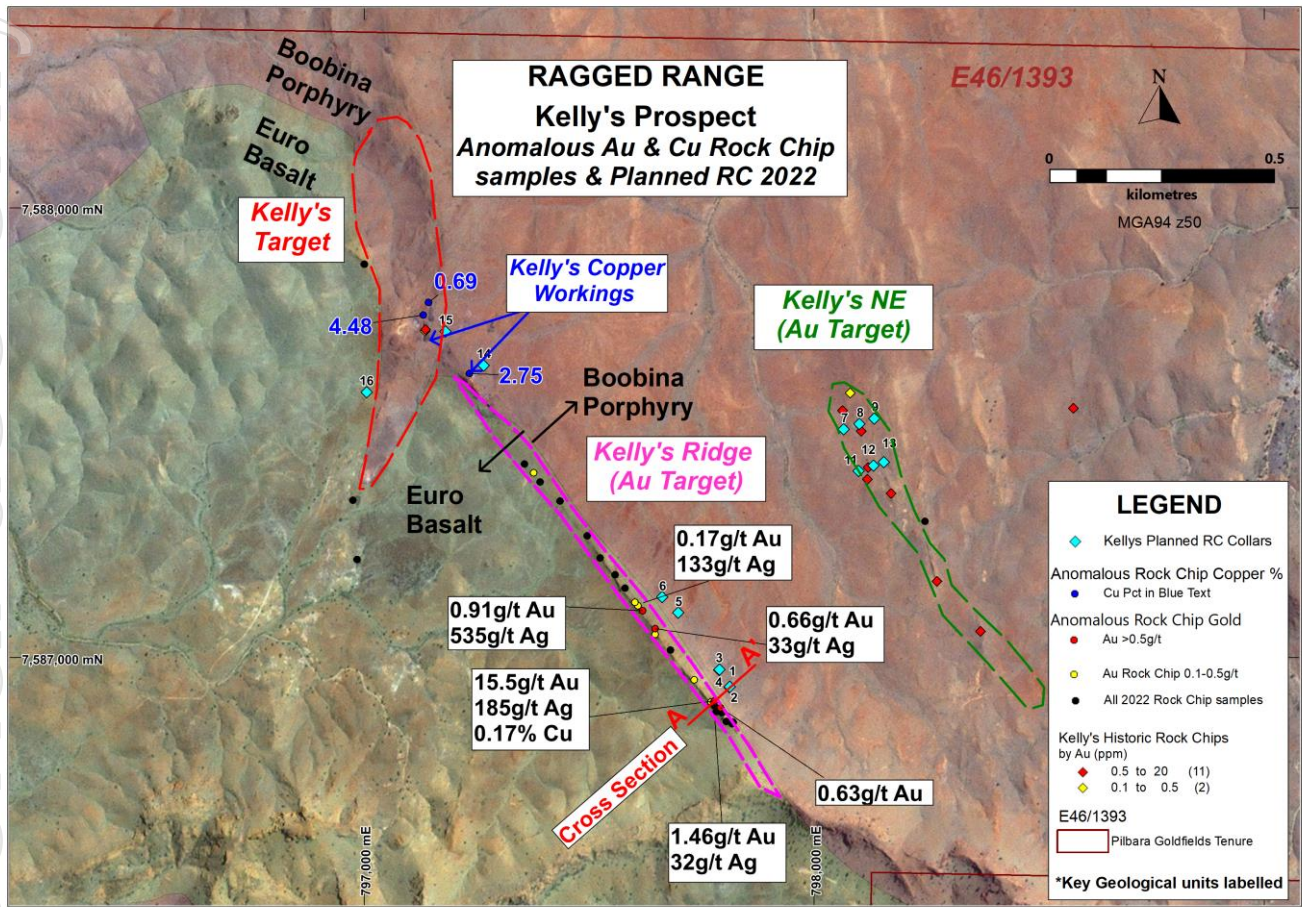 RAGGED RANGE
Kelly's Prospect
Anomalous Au & Cu Rock Chip
samples & Planned RC 2022
E46/1393
N
0
0.5
kilometres
MGA94 z50
Boobina
Porphyry
Euro
Basalt
7,588,000 mN
Kelly's
Target
0.69
4.48
15
Kelly's Copper
Workings
14
2.75
16
Kelly's NE
(Au Target)
7
8
9
11
12
13
Boobina
Porphyry
Euro
Basalt
Kelly's Ridge
(Au Target)
0.17g/t Au
133g/t Ag
6
5
0.91g/t Au
535g/t Ag
0.66g/t Au
33g/t Ag
7,587,000 mN
3
1
4
2
A'
A
15.5g/t Au
185g/t Ag
0.17% Cu
Cross Section
0.63g/t Au
1.46g/t Au
32g/t Ag
797,000 mE
798,000 mE
LEGEND
Kellys Planned RC Collars
Anomalous Rock Chip Copper %
Cu Pct in Blue Text
Anomalous Rock Chip Gold
Au >0.5g/t
Au Rock Chip 0.1-0.5g/t
All 2022 Rock Chip samples
Kelly's Historic Rock Chips
by Au (ppm)
0.5 to 20 (11)
0.1 to 0.5 (2)
E46/1393
Pilbara Goldfields Tenure
*Key Geological units labelled